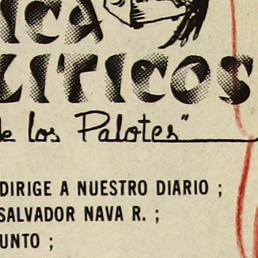 ICA
LITICOS
de los Palotes"
DIRIGE A NUESTRO DIARIO ;
SALVADOR NAVA R. ;
UNTO ;